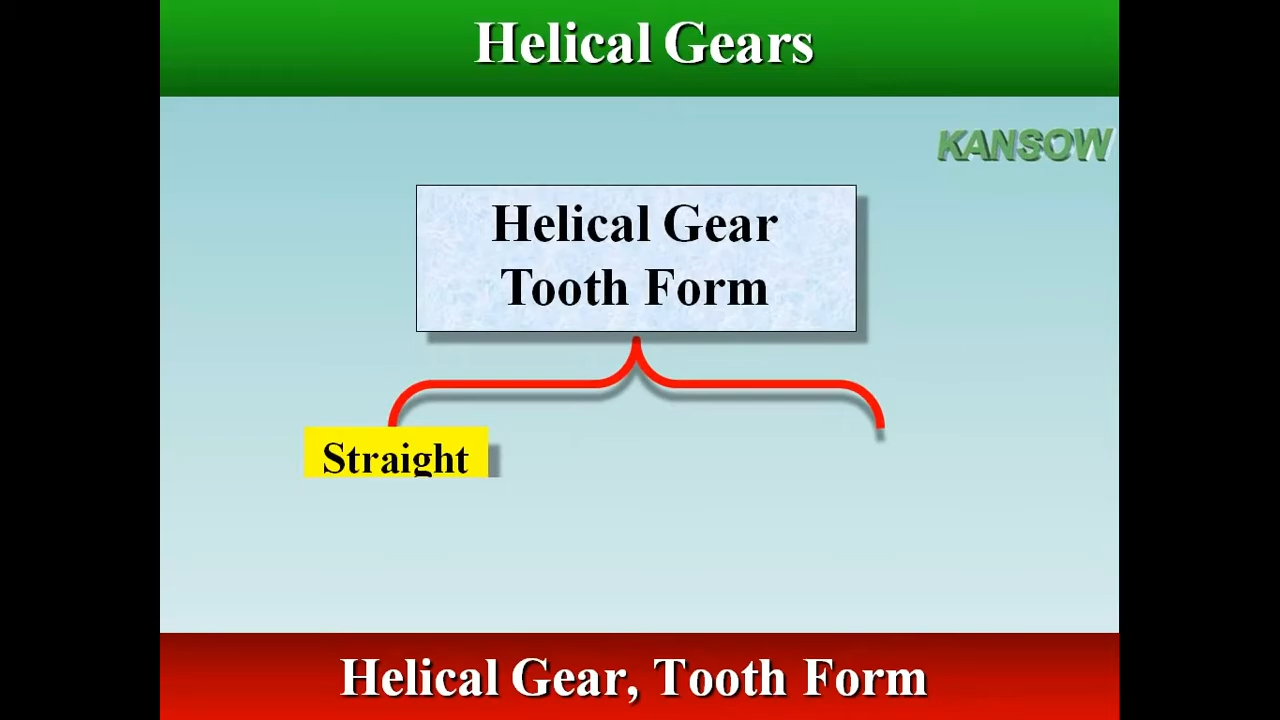 Helical Gears
KANSOW
Helical Gear
Tooth Form
Straight
Helical Gear, Tooth Form